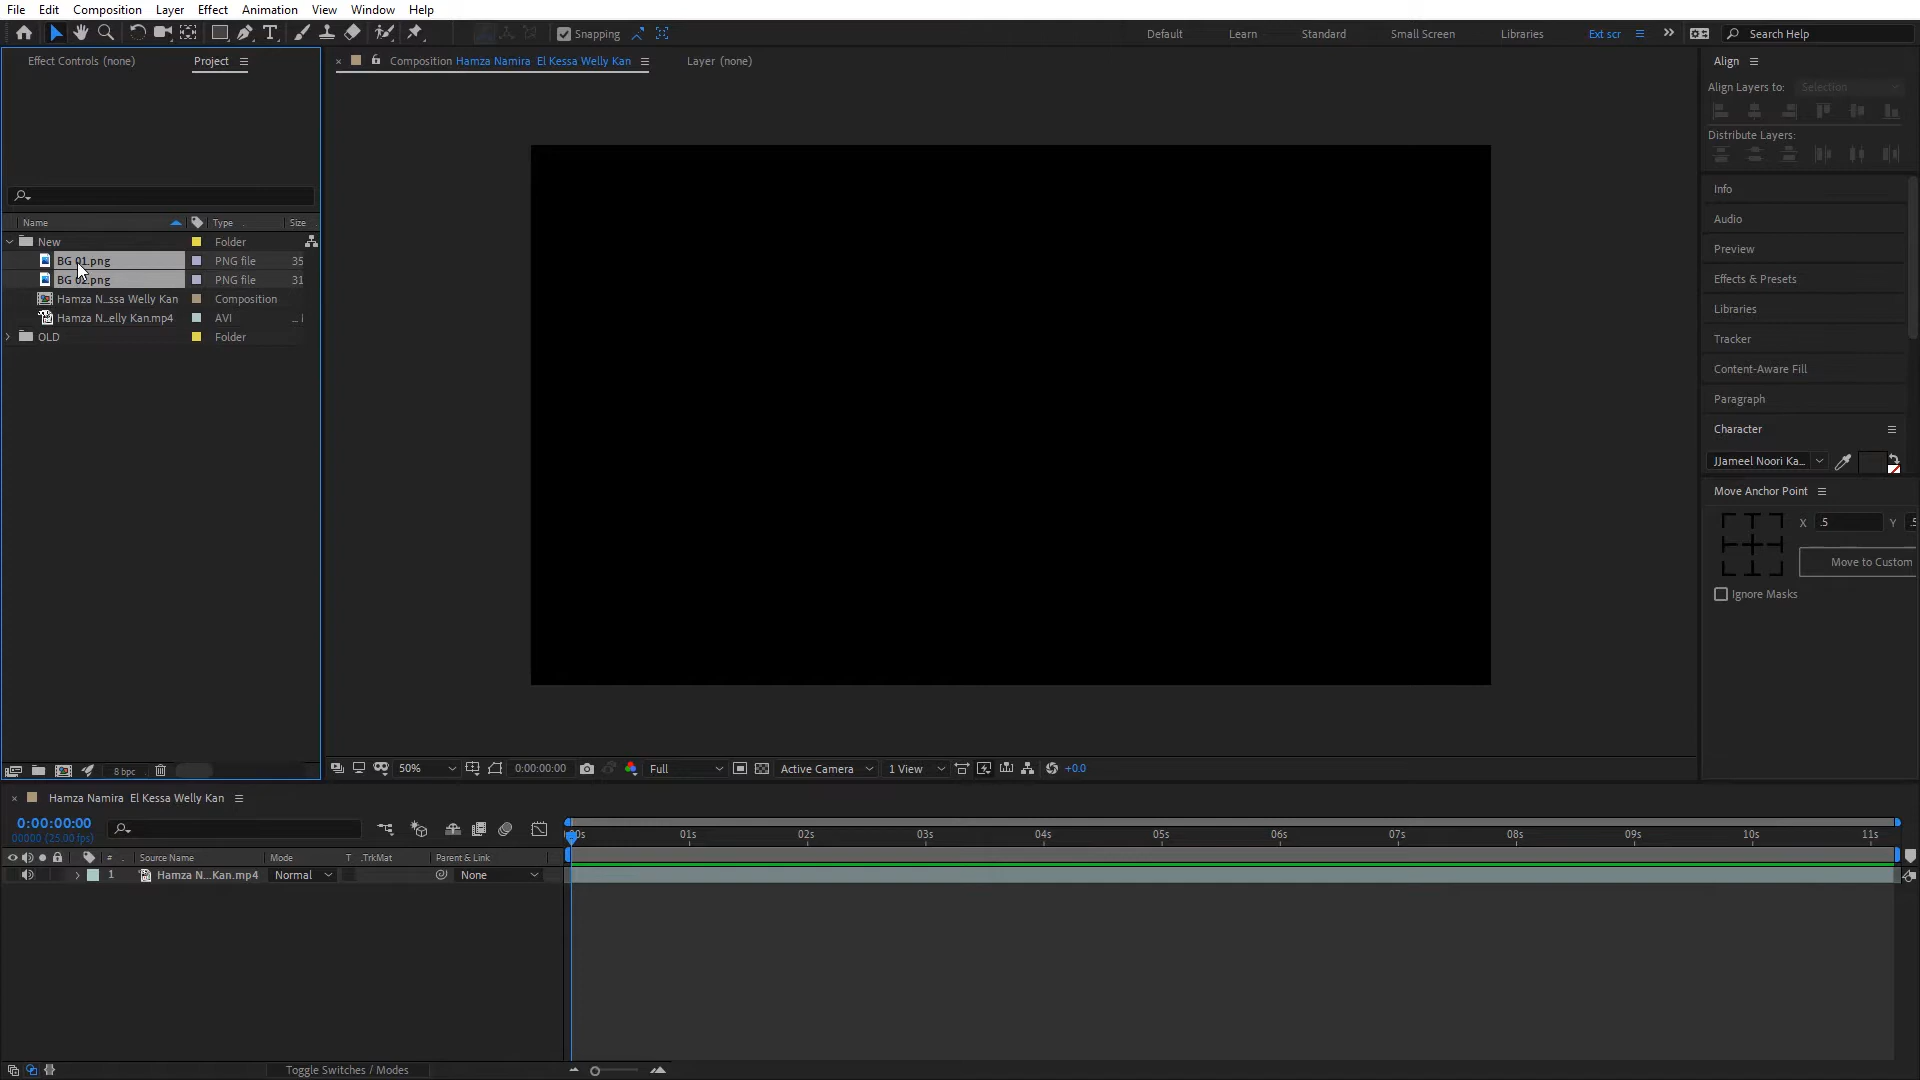 File Edit Composition Layer Effect Animation View Window Help
Snapping Default Learn Standard Small Screen Libraries Ext scr Search Help
Effect Controls (none) Project
Composition Hamza Namira El Kessa Welly Kan Layer (none)
Align
Align Layers to: Selection
Distribute Layers:
Name Type Size
New Folder
BG 01.png PNG file 35
BG 02.png PNG file 31
Hamza N...ssa Welly Kan Composition
Hamza N...elly Kan.mp4 AVI ...
OLD Folder
Info
Audio
Preview
Effects & Presets
Libraries
Tracker
Content-Aware Fill
Paragraph
Character
JJameel Noori Ka...
Move Anchor Point
X .5 Y .5
Move to Custom
Ignore Masks
8 bpc
50% 0:00:00:00 Full Active Camera 1 View +0.0
Hamza Namira El Kessa Welly Kan
0:00:00:00
00000 (25.00 fps)
:00s 01s 02s 03s 04s 05s 06s 07s 08s 09s 10s 11s
# Source Name Mode T .TrkMat Parent & Link
1 Hamza N...Kan.mp4 Normal None
Toggle Switches / Modes